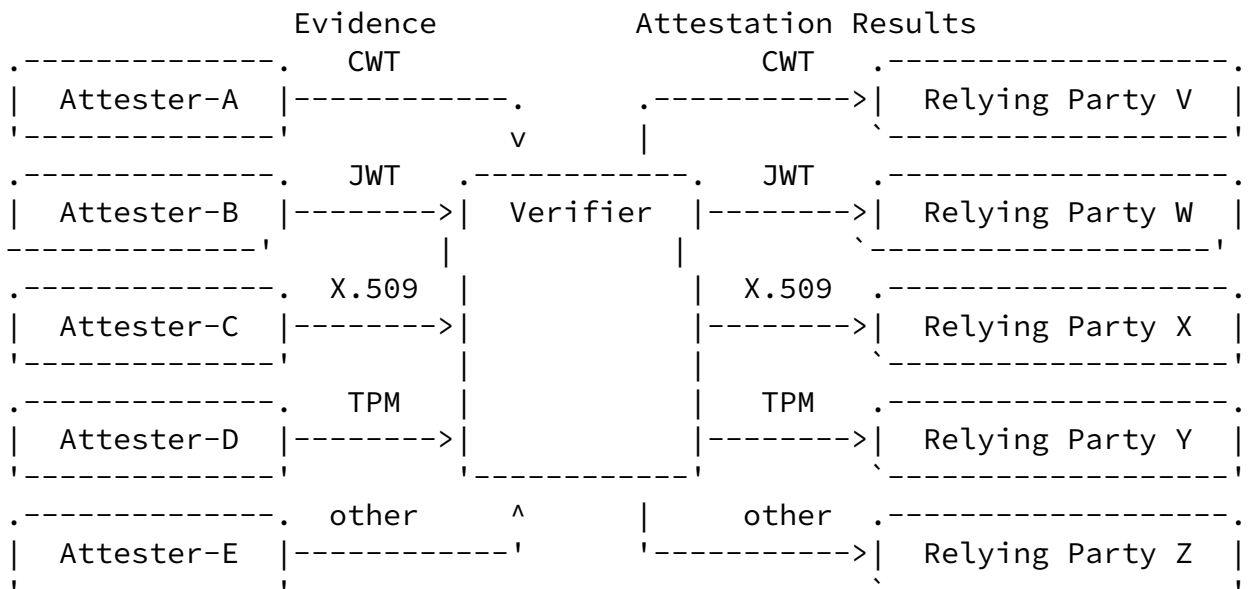 Evidence Attestation Results
CWT CWT
Attester-A Relying Party V
JWT JWT
Attester-B Verifier Relying Party W
X.509 X.509
Attester-C Relying Party X
TPM TPM
Attester-D Relying Party Y
other other
Attester-E Relying Party Z